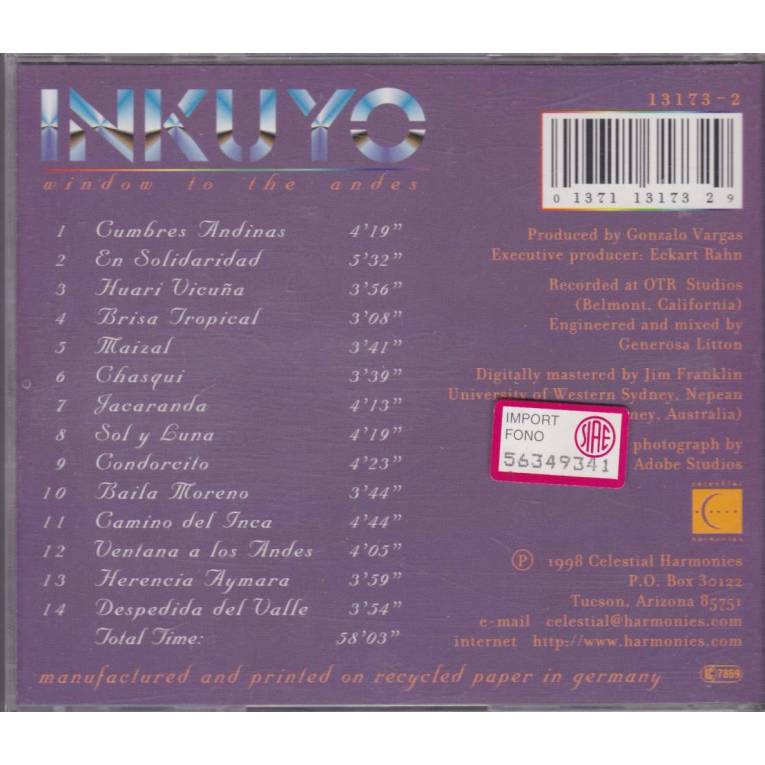 INKUYO
window to the andes
1 Cumbres Andinas 4'19"
2 En Solidaridad 5'32"
3 Huari Vicuña 3'56"
4 Brisa Tropical 3'08"
5 Maizal 3'41"
6 Chasqui 3'39"
7 Jacaranda 4'13"
8 Sol y Luna 4'19"
9 Condorcito 4'23"
10 Baila Moreno 3'44"
11 Camino del Inca 4'44"
12 Ventana a los Andes 4'05"
13 Herencia Aymara 3'59"
14 Despedida del Valle 3'54"
Total Time: 58'03"
13173-2
0 1371 13173 2 9
Produced by Gonzalo Vargas
Executive producer: Eckart Rahn
Recorded at OTR Studios
(Belmont, California)
Engineered and mixed by
Generosa Litton
Digitally mastered by Jim Franklin
University of Western Sydney, Nepean
Australia)
photograph by
Adobe Studios
IMPORT
FONO
SIAE
56349341
celestial
harmonies
℗ 1998 Celestial Harmonies
P.O. Box 30122
Tucson, Arizona 85751
e-mail celestial@harmonies.com
internet http://www.harmonies.com
manufactured and printed on recycled paper in germany
LC 7869